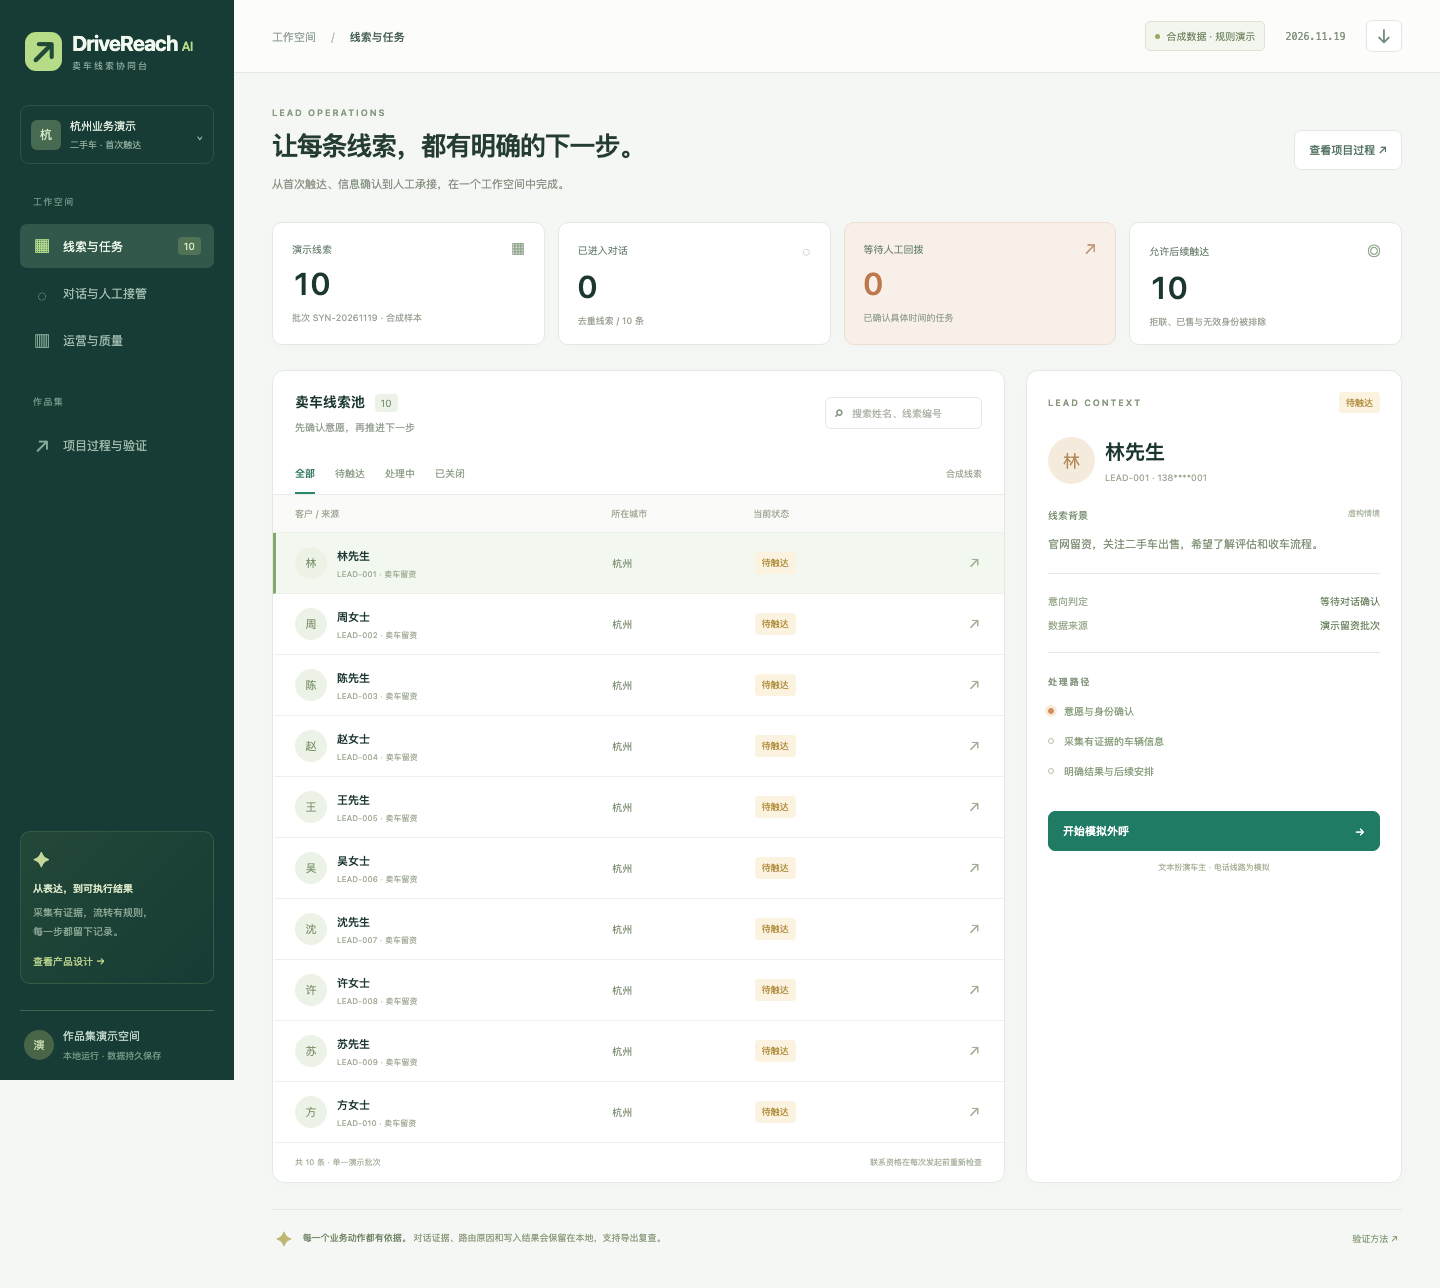 DriveReach AI
卖车线索协同台
杭
杭州业务演示
二手车 · 首次触达
工作空间
线索与任务
10
对话与人工接管
运营与质量
作品集
项目过程与验证
从表达，到可执行结果
采集有证据，流转有规则，
每一步都留下记录。
查看产品设计 →
演
作品集演示空间
本地运行 · 数据持久保存
工作空间 / 线索与任务
合成数据 · 规则演示
2026.11.19
LEAD OPERATIONS
让每条线索，都有明确的下一步。
从首次触达、信息确认到人工承接，在一个工作空间中完成。
查看项目过程 ↗
演示线索
10
批次 SYN-20261119 · 合成样本
已进入对话
0
去重线索 / 10 条
等待人工回拨
0
已确认具体时间的任务
允许后续触达
10
拒联、已售与无效身份被排除
卖车线索池
10
先确认意愿，再推进下一步
搜索姓名、线索编号
全部
待触达
处理中
已关闭
合成线索
客户 / 来源
所在城市
当前状态
林
林先生
LEAD-001 · 卖车留资
杭州
待触达
周
周女士
LEAD-002 · 卖车留资
杭州
待触达
陈
陈先生
LEAD-003 · 卖车留资
杭州
待触达
赵
赵女士
LEAD-004 · 卖车留资
杭州
待触达
王
王先生
LEAD-005 · 卖车留资
杭州
待触达
吴
吴女士
LEAD-006 · 卖车留资
杭州
待触达
沈
沈先生
LEAD-007 · 卖车留资
杭州
待触达
许
许女士
LEAD-008 · 卖车留资
杭州
待触达
苏
苏先生
LEAD-009 · 卖车留资
杭州
待触达
方
方女士
LEAD-010 · 卖车留资
杭州
待触达
共 10 条 · 单一演示批次
联系资格在每次发起前重新检查
LEAD CONTEXT
待触达
林
林先生
LEAD-001 · 138****001
线索背景
虚构情境
官网留资，关注二手车出售，希望了解评估和收车流程。
意向判定
等待对话确认
数据来源
演示留资批次
处理路径
意愿与身份确认
采集有证据的车辆信息
明确结果与后续安排
开始模拟外呼 →
文本扮演车主 · 电话线路为模拟
每一个业务动作都有依据。 对话证据、路由原因和写入结果会保留在本地，支持导出复查。
验证方法 ↗